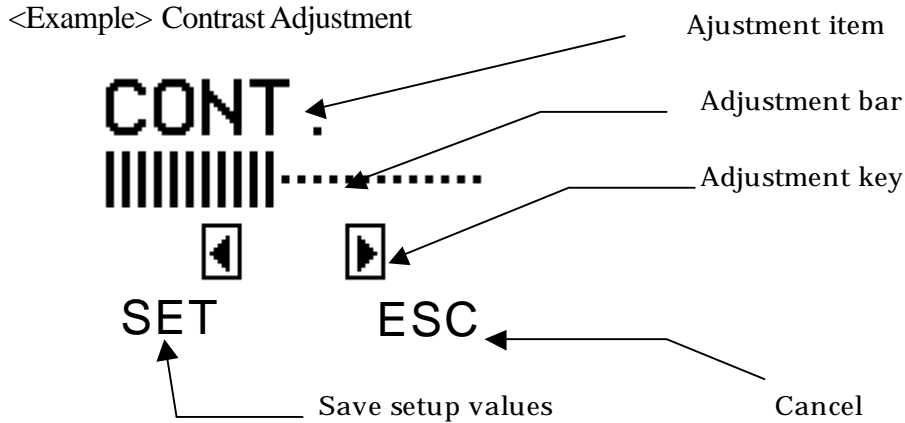 <Example> Contrast Adjustment
Ajustment item
CONT.
Adjustment bar
Adjustment key
SET
ESC
Save setup values
Cancel